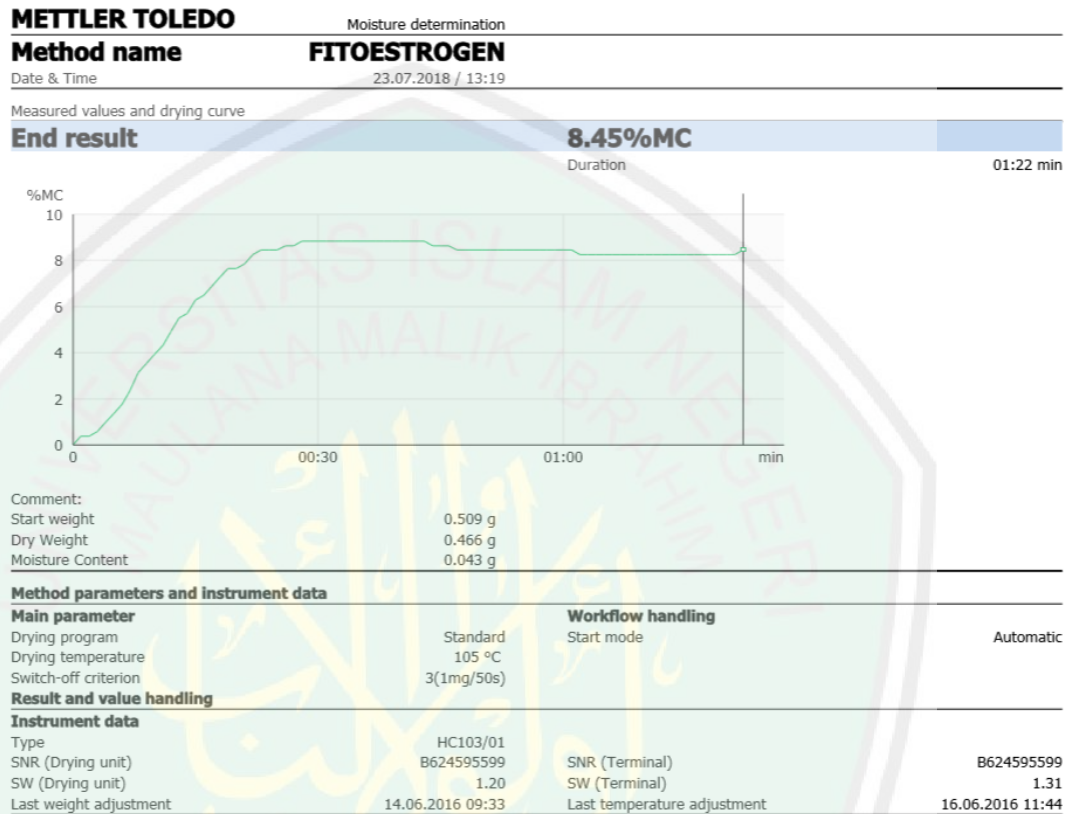 METTLER TOLEDO Moisture determination
Method name FITOESTROGEN
Date & Time 23.07.2018 / 13:19
Measured values and drying curve
End result 8.45%MC
Duration 01:22 min
%MC
10
8
6
4
2
0
0 00:30 01:00 min
Comment:
Start weight 0.509 g
Dry Weight 0.466 g
Moisture Content 0.043 g
Method parameters and instrument data
Main parameter Workflow handling
Drying program Standard Start mode Automatic
Drying temperature 105 °C
Switch-off criterion 3(1mg/50s)
Result and value handling
Instrument data
Type HC103/01
SNR (Drying unit) B624595599 SNR (Terminal) B624595599
SW (Drying unit) 1.20 SW (Terminal) 1.31
Last weight adjustment 14.06.2016 09:33 Last temperature adjustment 16.06.2016 11:44
UNIVERSITAS ISLAM NEGERI
MAULANA MALIK IBRAHIM